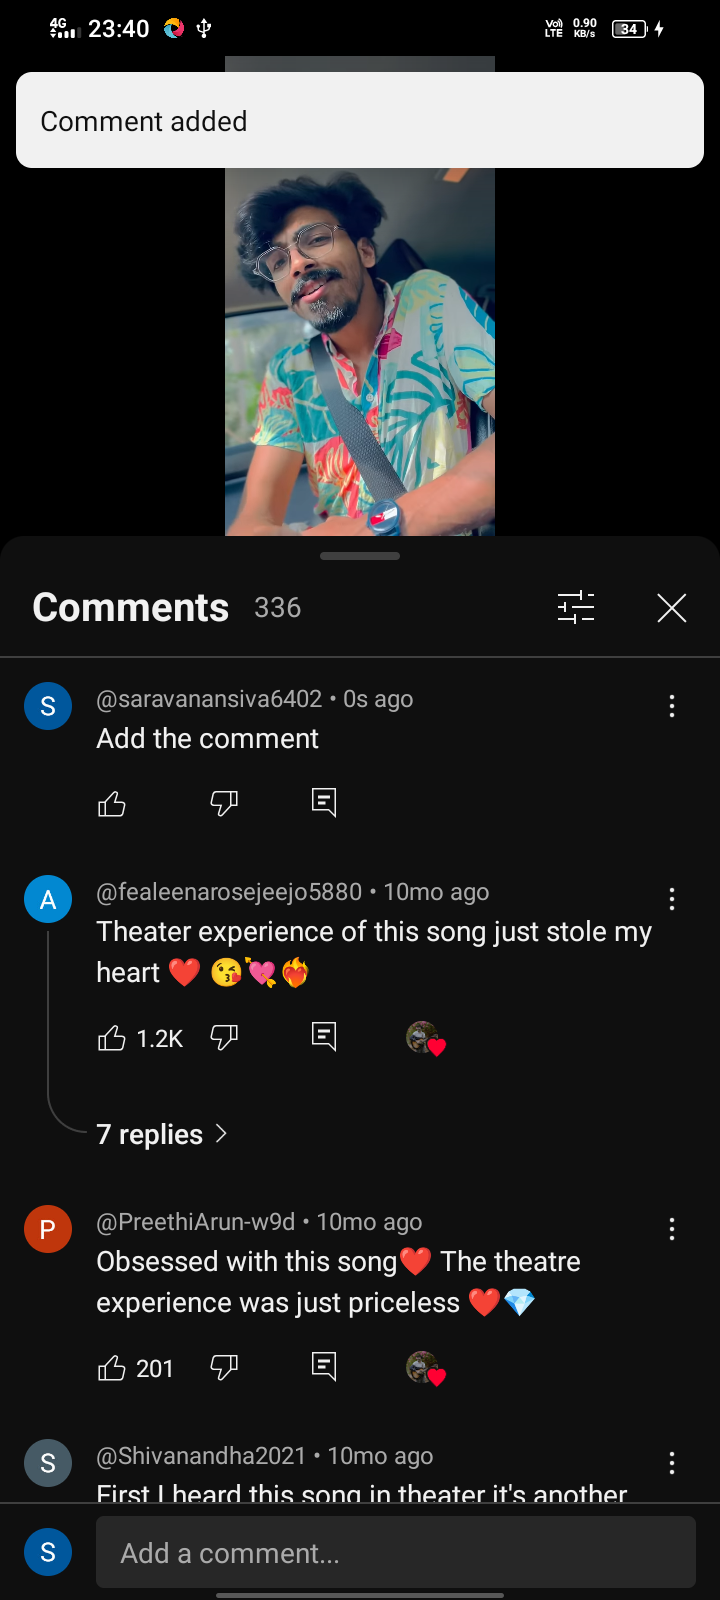 4G 23:40 Vo) LTE 0.90 KB/s 34
Comment added
Comments 336
S @saravanansiva6402 • 0s ago
Add the comment
A @fealeenarosejeejo5880 • 10mo ago
Theater experience of this song just stole my
heart ❤️ 😘💘❤️‍🔥
1.2K
7 replies
P @PreethiArun-w9d • 10mo ago
Obsessed with this song❤️ The theatre
experience was just priceless ❤️💎
201
S @Shivanandha2021 • 10mo ago
First I heard this song in theater it's another
S Add a comment...